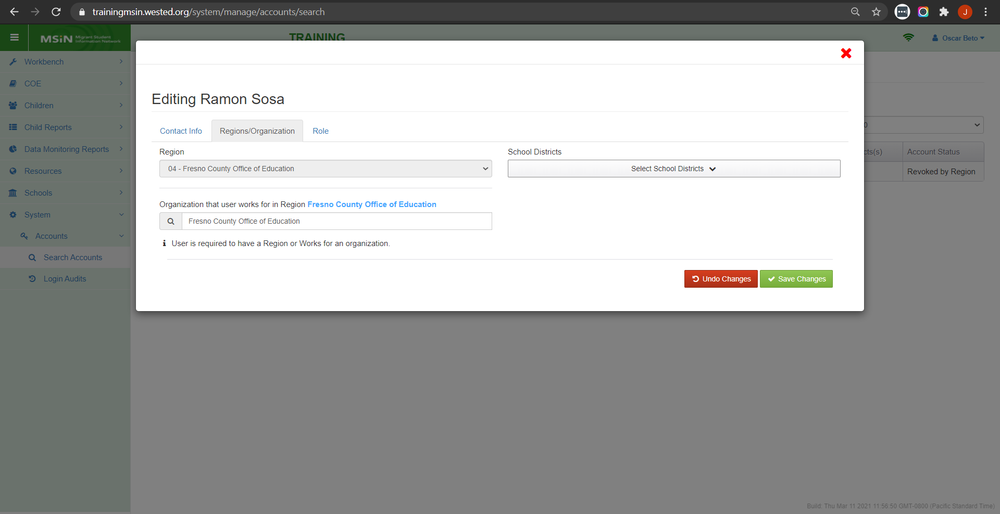 trainingmsin.wested.org/system/manage/accounts/search
J
MSiN Migrant Student Information Network
TRAINING
Oscar Beto
Workbench
COE
Children
Child Reports
Data Monitoring Reports
Resources
Schools
System
Accounts
Search Accounts
Login Audits
Editing Ramon Sosa
Contact Info
Regions/Organization
Role
Region
School Districts
04 - Fresno County Office of Education
Select School Districts
Organization that user works for in Region Fresno County Office of Education
Fresno County Office of Education
User is required to have a Region or Works for an organization.
Undo Changes
Save Changes
0
cts(s)
Account Status
Revoked by Region
Build: Thu Mar 11 2021 11:56:50 GMT-0800 (Pacific Standard Time)